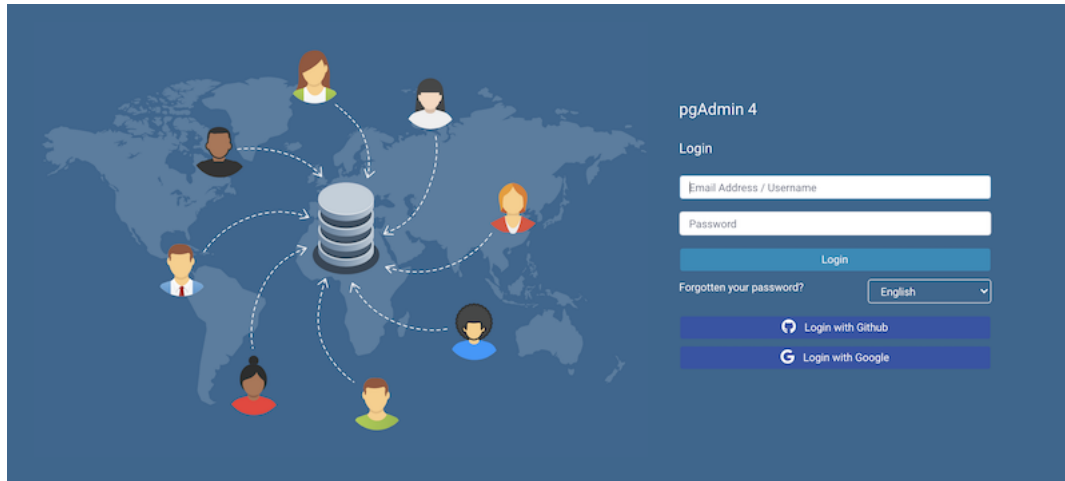 pgAdmin 4
Login
Email Address / Username
Password
Login
Forgotten your password?
English
Login with Github
Login with Google